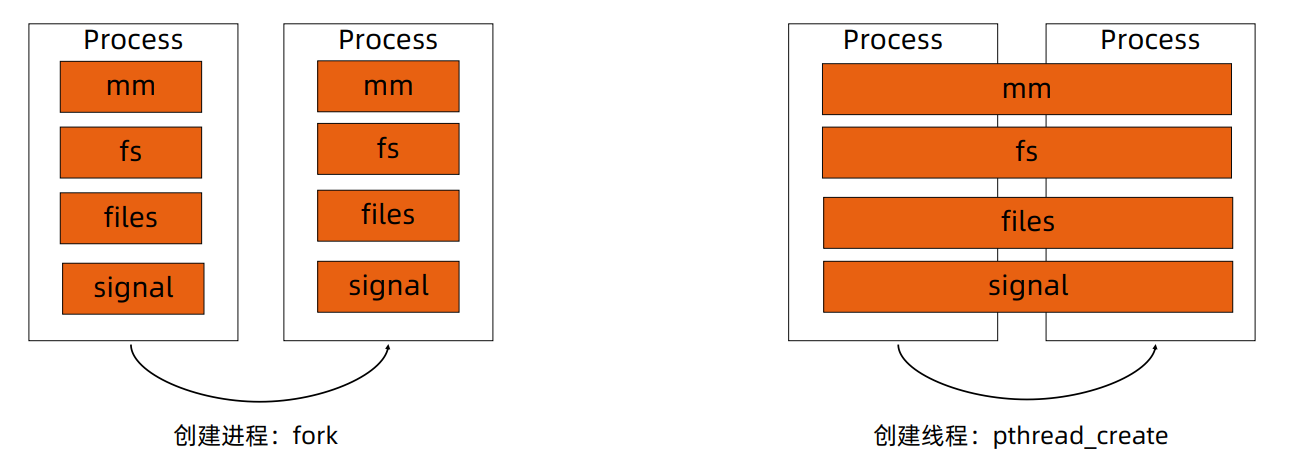 Process
mm
fs
files
signal
Process
mm
fs
files
signal
创建进程：fork
Process
Process
mm
fs
files
signal
创建线程：pthread_create